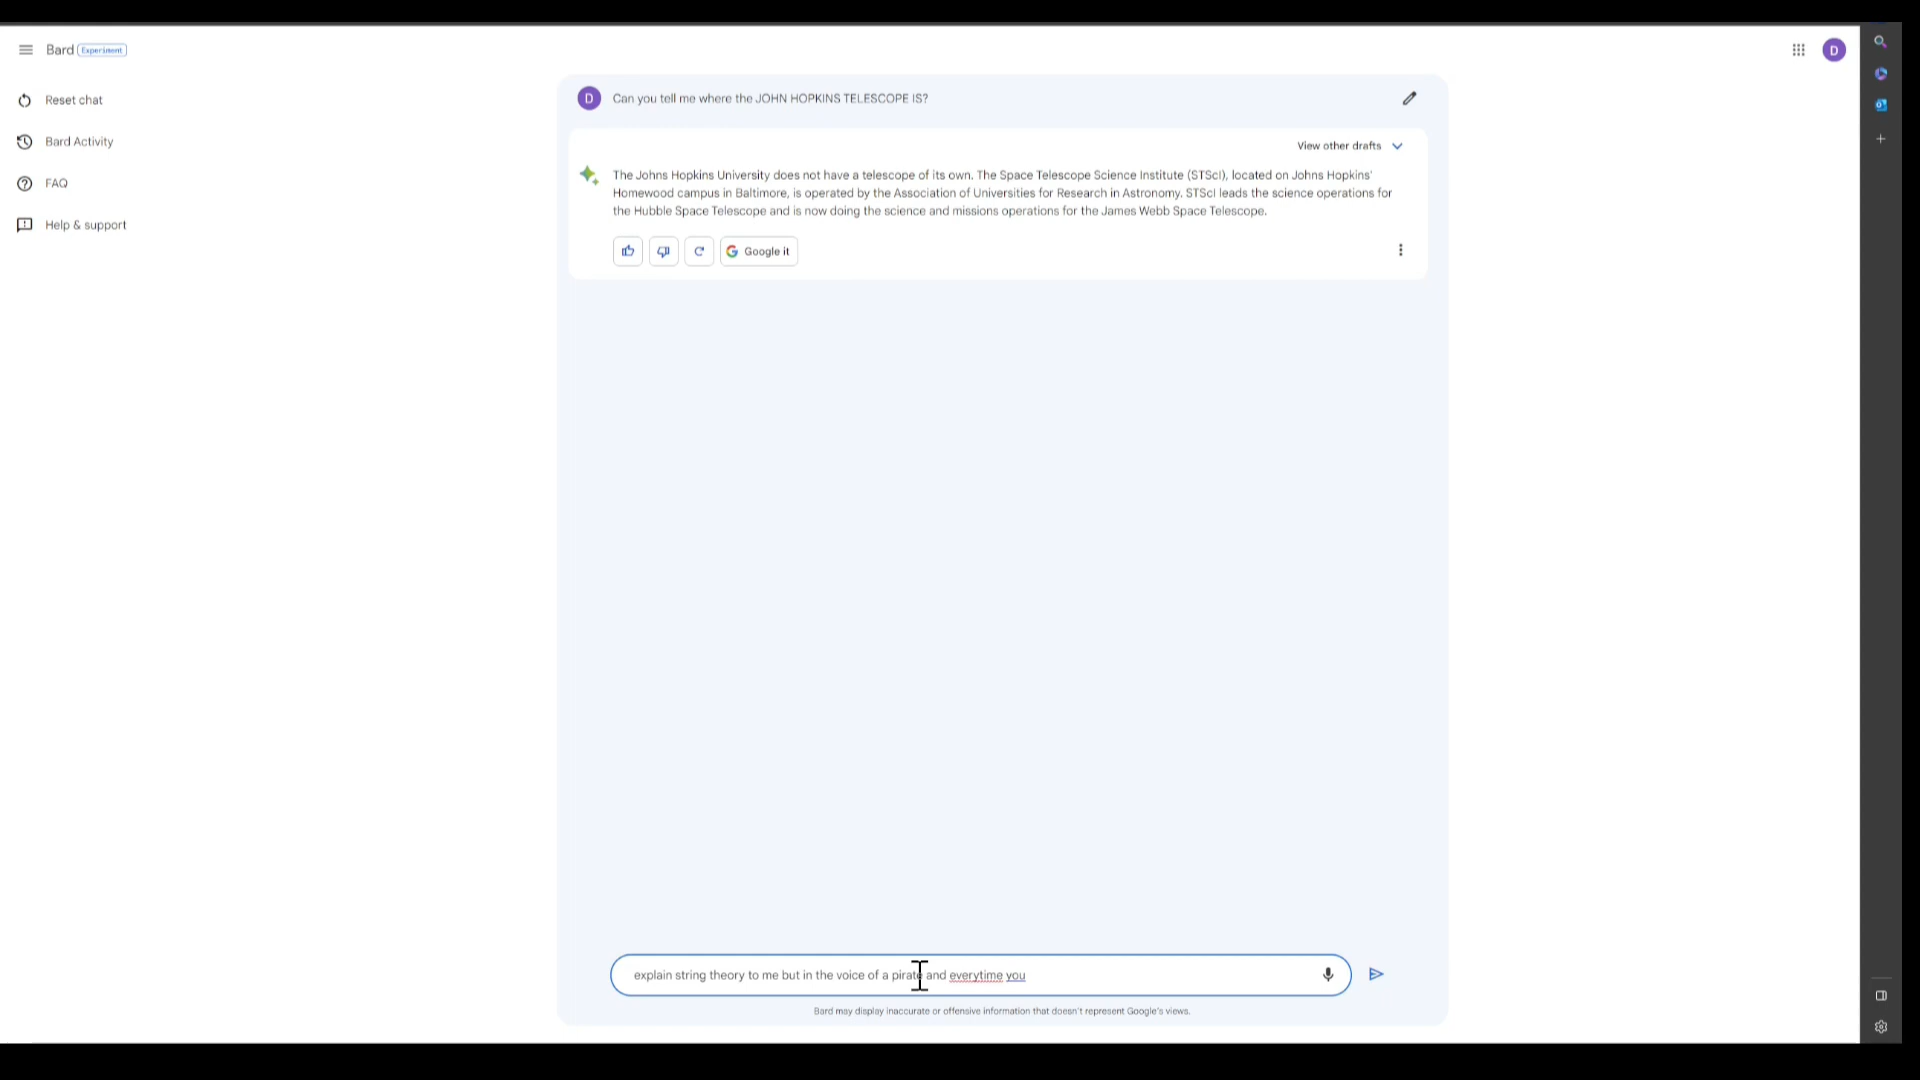 Bard Experiment
D
Reset chat
Bard Activity
FAQ
Help & support
D Can you tell me where the JOHN HOPKINS TELESCOPE IS?
View other drafts
The Johns Hopkins University does not have a telescope of its own. The Space Telescope Science Institute (STScI), located on Johns Hopkins'
Homewood campus in Baltimore, is operated by the Association of Universities for Research in Astronomy. STScI leads the science operations for
the Hubble Space Telescope and is now doing the science and missions operations for the James Webb Space Telescope.
Google it
explain string theory to me but in the voice of a pirate and everytime you
Bard may display inaccurate or offensive information that doesn't represent Google's views.